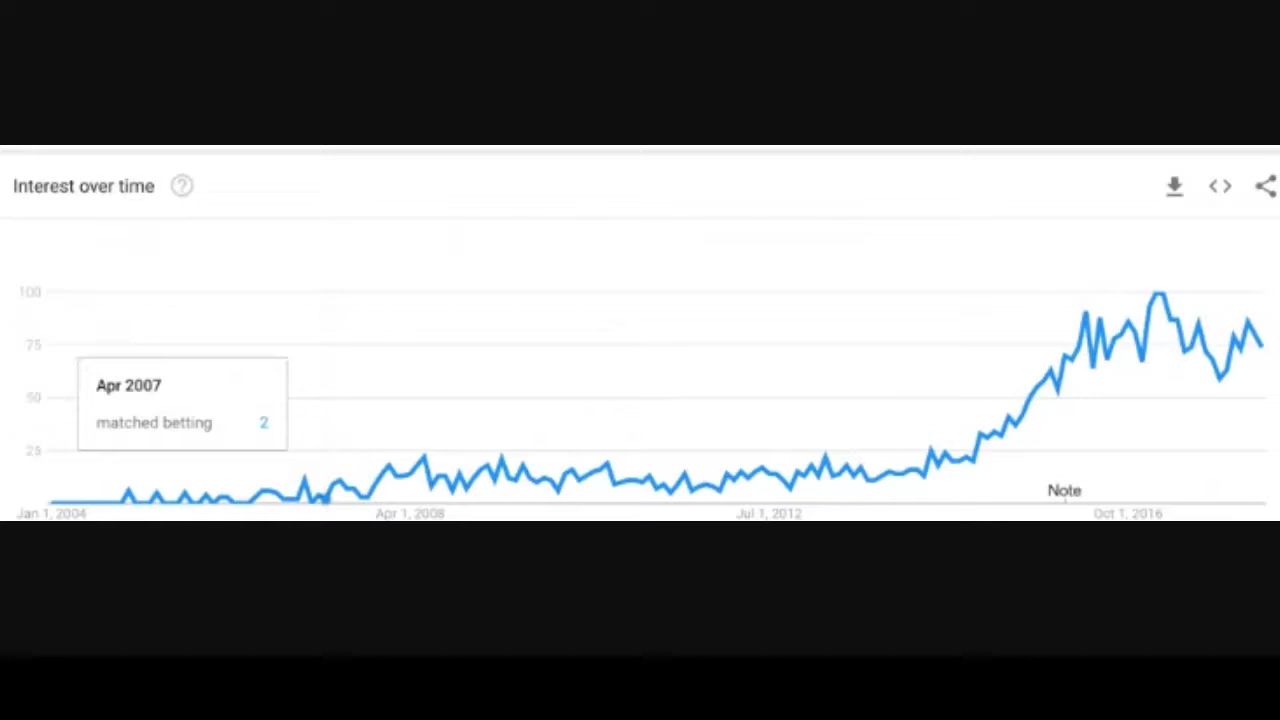 Interest over time ?
100
75
Apr 2007
50
matched betting 2
25
Note
Jan 1, 2004 Apr 1, 2008 Jul 1, 2012 Oct 1, 2016